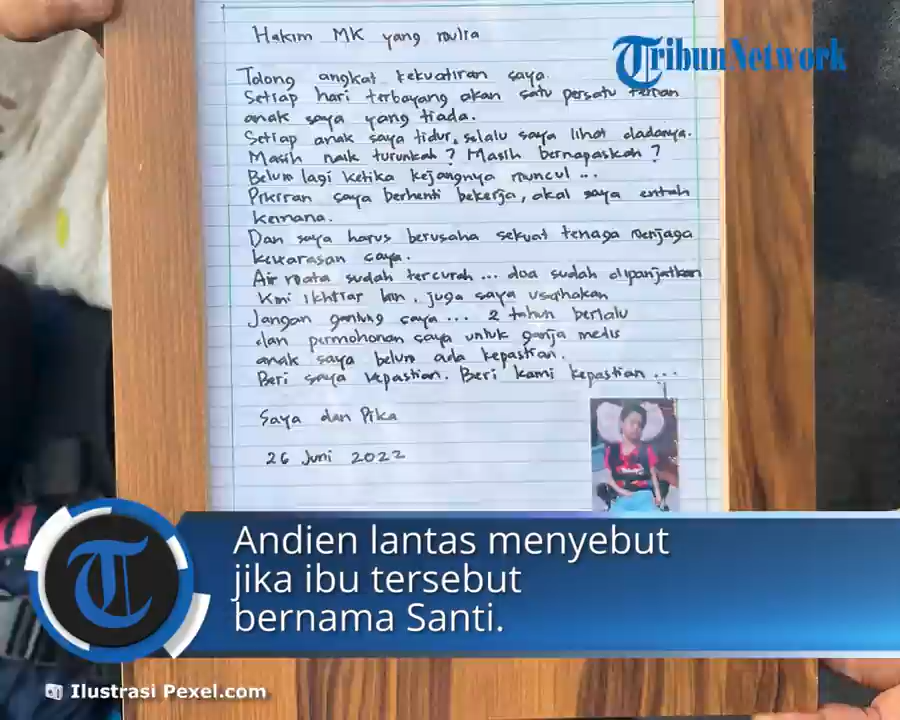 Hakim MK yang mulia
TribunNetwork
Tolong angkat kekuatiran saya.
Setiap hari terbayang akan satu persatu teman
anak saya yang tiada.
Setiap anak saya tidur, selalu saya lihat dadanya.
Masih naik turunkah? Masih bernapaskah?
Belum lagi ketika kejangnya muncul ...
Pikiran saya berhenti bekerja, akal saya entah
kemana.
Dan saya harus berusaha sekuat tenaga menjaga
kewarasan saya.
Air mata sudah tercurah ... doa sudah dipanjatkan
Kini ikhtiar lain, juga saya usahakan
Jangan gantung saya ... 2 tahun berlalu
dan permohonan saya untuk ganja medis
anak saya belum ada kepastian.
Beri saya kepastian. Beri kami kepastian ...
Saya dan Pika
26 Juni 2022
Andien lantas menyebut
jika ibu tersebut
bernama Santi.
Ilustrasi Pexel.com